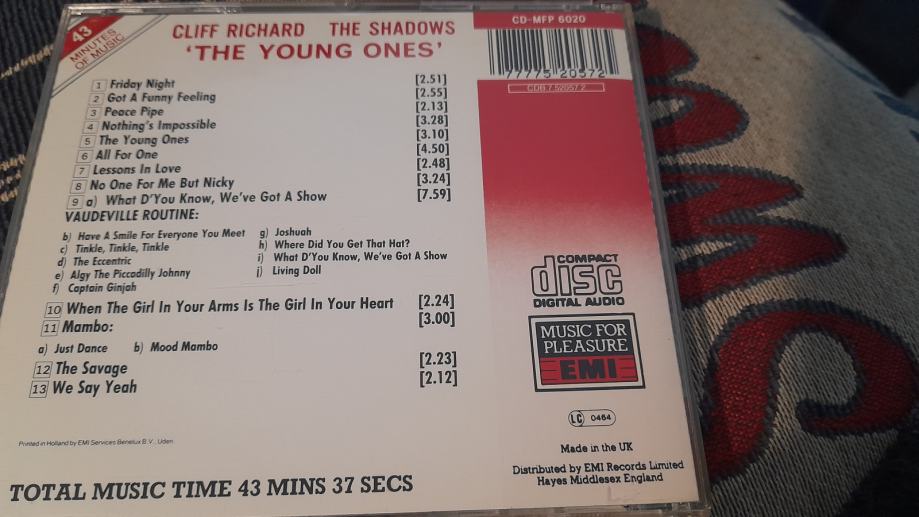 43
MINUTES
OF MUSIC
CLIFF RICHARD THE SHADOWS
'THE YOUNG ONES'
1 Friday Night [2.51]
2 Got A Funny Feeling [2.55]
3 Peace Pipe [2.13]
4 Nothing's Impossible [3.28]
5 The Young Ones [3.10]
6 All For One [4.50]
7 Lessons In Love [2.48]
8 No One For Me But Nicky [3.24]
9 a) What D'You Know, We've Got A Show [7.59]
VAUDEVILLE ROUTINE:
b) Have A Smile For Everyone You Meet
c) Tinkle, Tinkle, Tinkle
d) The Eccentric
e) Algy The Piccadilly Johnny
f) Captain Ginjah
g) Joshuah
h) Where Did You Get That Hat?
i) What D'You Know, We've Got A Show
j) Living Doll
10 When The Girl In Your Arms Is The Girl In Your Heart [2.24]
11 Mambo: [3.00]
a) Just Dance b) Mood Mambo
12 The Savage [2.23]
13 We Say Yeah [2.12]
Printed in Holland by EMI Services Benelux B.V., Uden
TOTAL MUSIC TIME 43 MINS 37 SECS
CD-MFP 6020
77775 20572
CDB 7 52057 2
COMPACT
disc
DIGITAL AUDIO
MUSIC FOR
PLEASURE
EMI
LC 0464
Made in the UK
Distributed by EMI Records Limited
Hayes Middlesex England